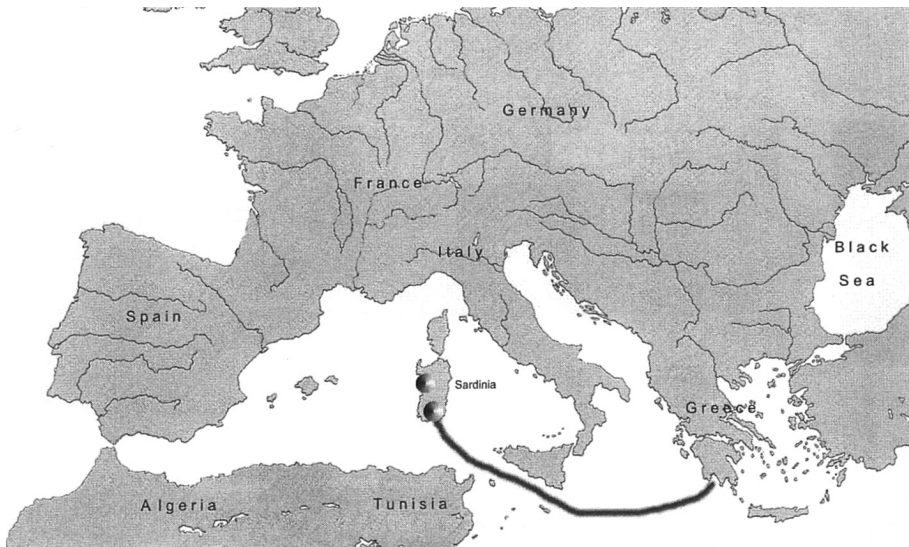 Germany
France
Italy
Black
Sea
Spain
Sardinia
Greece
Algeria
Tunisia